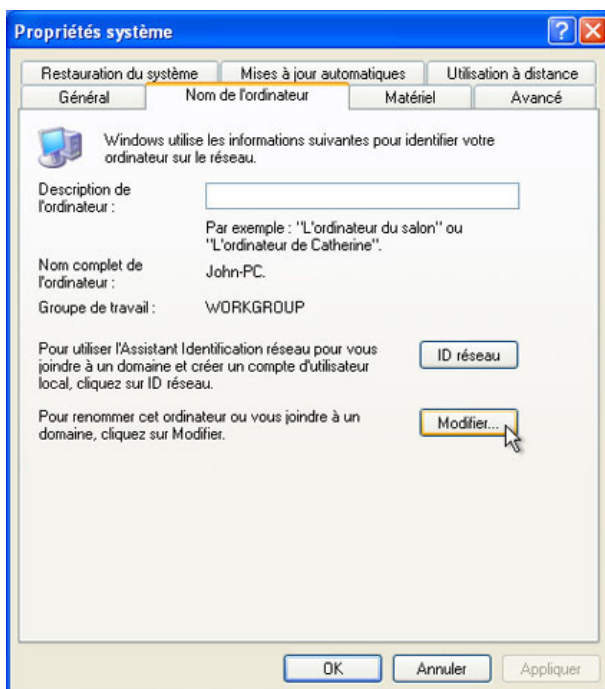 Propriétés système
Restauration du système
Mises à jour automatiques
Utilisation à distance
Général
Nom de l'ordinateur
Matériel
Avancé
Windows utilise les informations suivantes pour identifier votre
ordinateur sur le réseau.
Description de
l'ordinateur :
Par exemple : "L'ordinateur du salon" ou
"L'ordinateur de Catherine".
Nom complet de
l'ordinateur :
John-PC.
Groupe de travail :
WORKGROUP
Pour utiliser l'Assistant Identification réseau pour vous
joindre à un domaine et créer un compte d'utilisateur
local, cliquez sur ID réseau.
ID réseau
Pour renommer cet ordinateur ou vous joindre à un
domaine, cliquez sur Modifier.
Modifier...
OK
Annuler
Appliquer